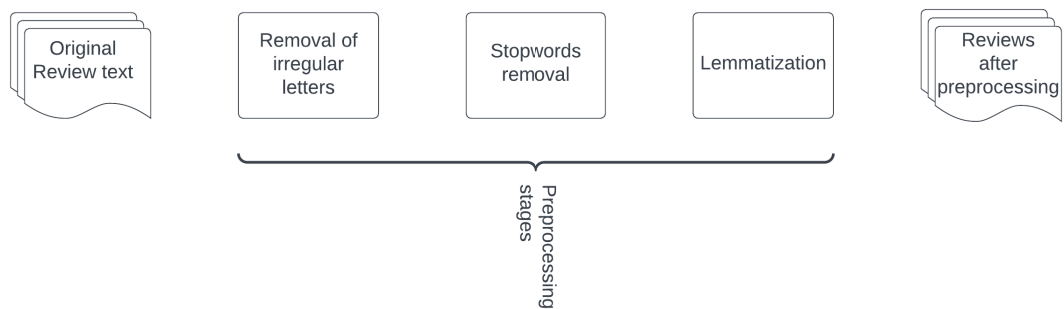 Original
Review text
Removal of
irregular
letters
Stopwords
removal
Lemmatization
Reviews
after
preprocessing
Preprocessing
stages